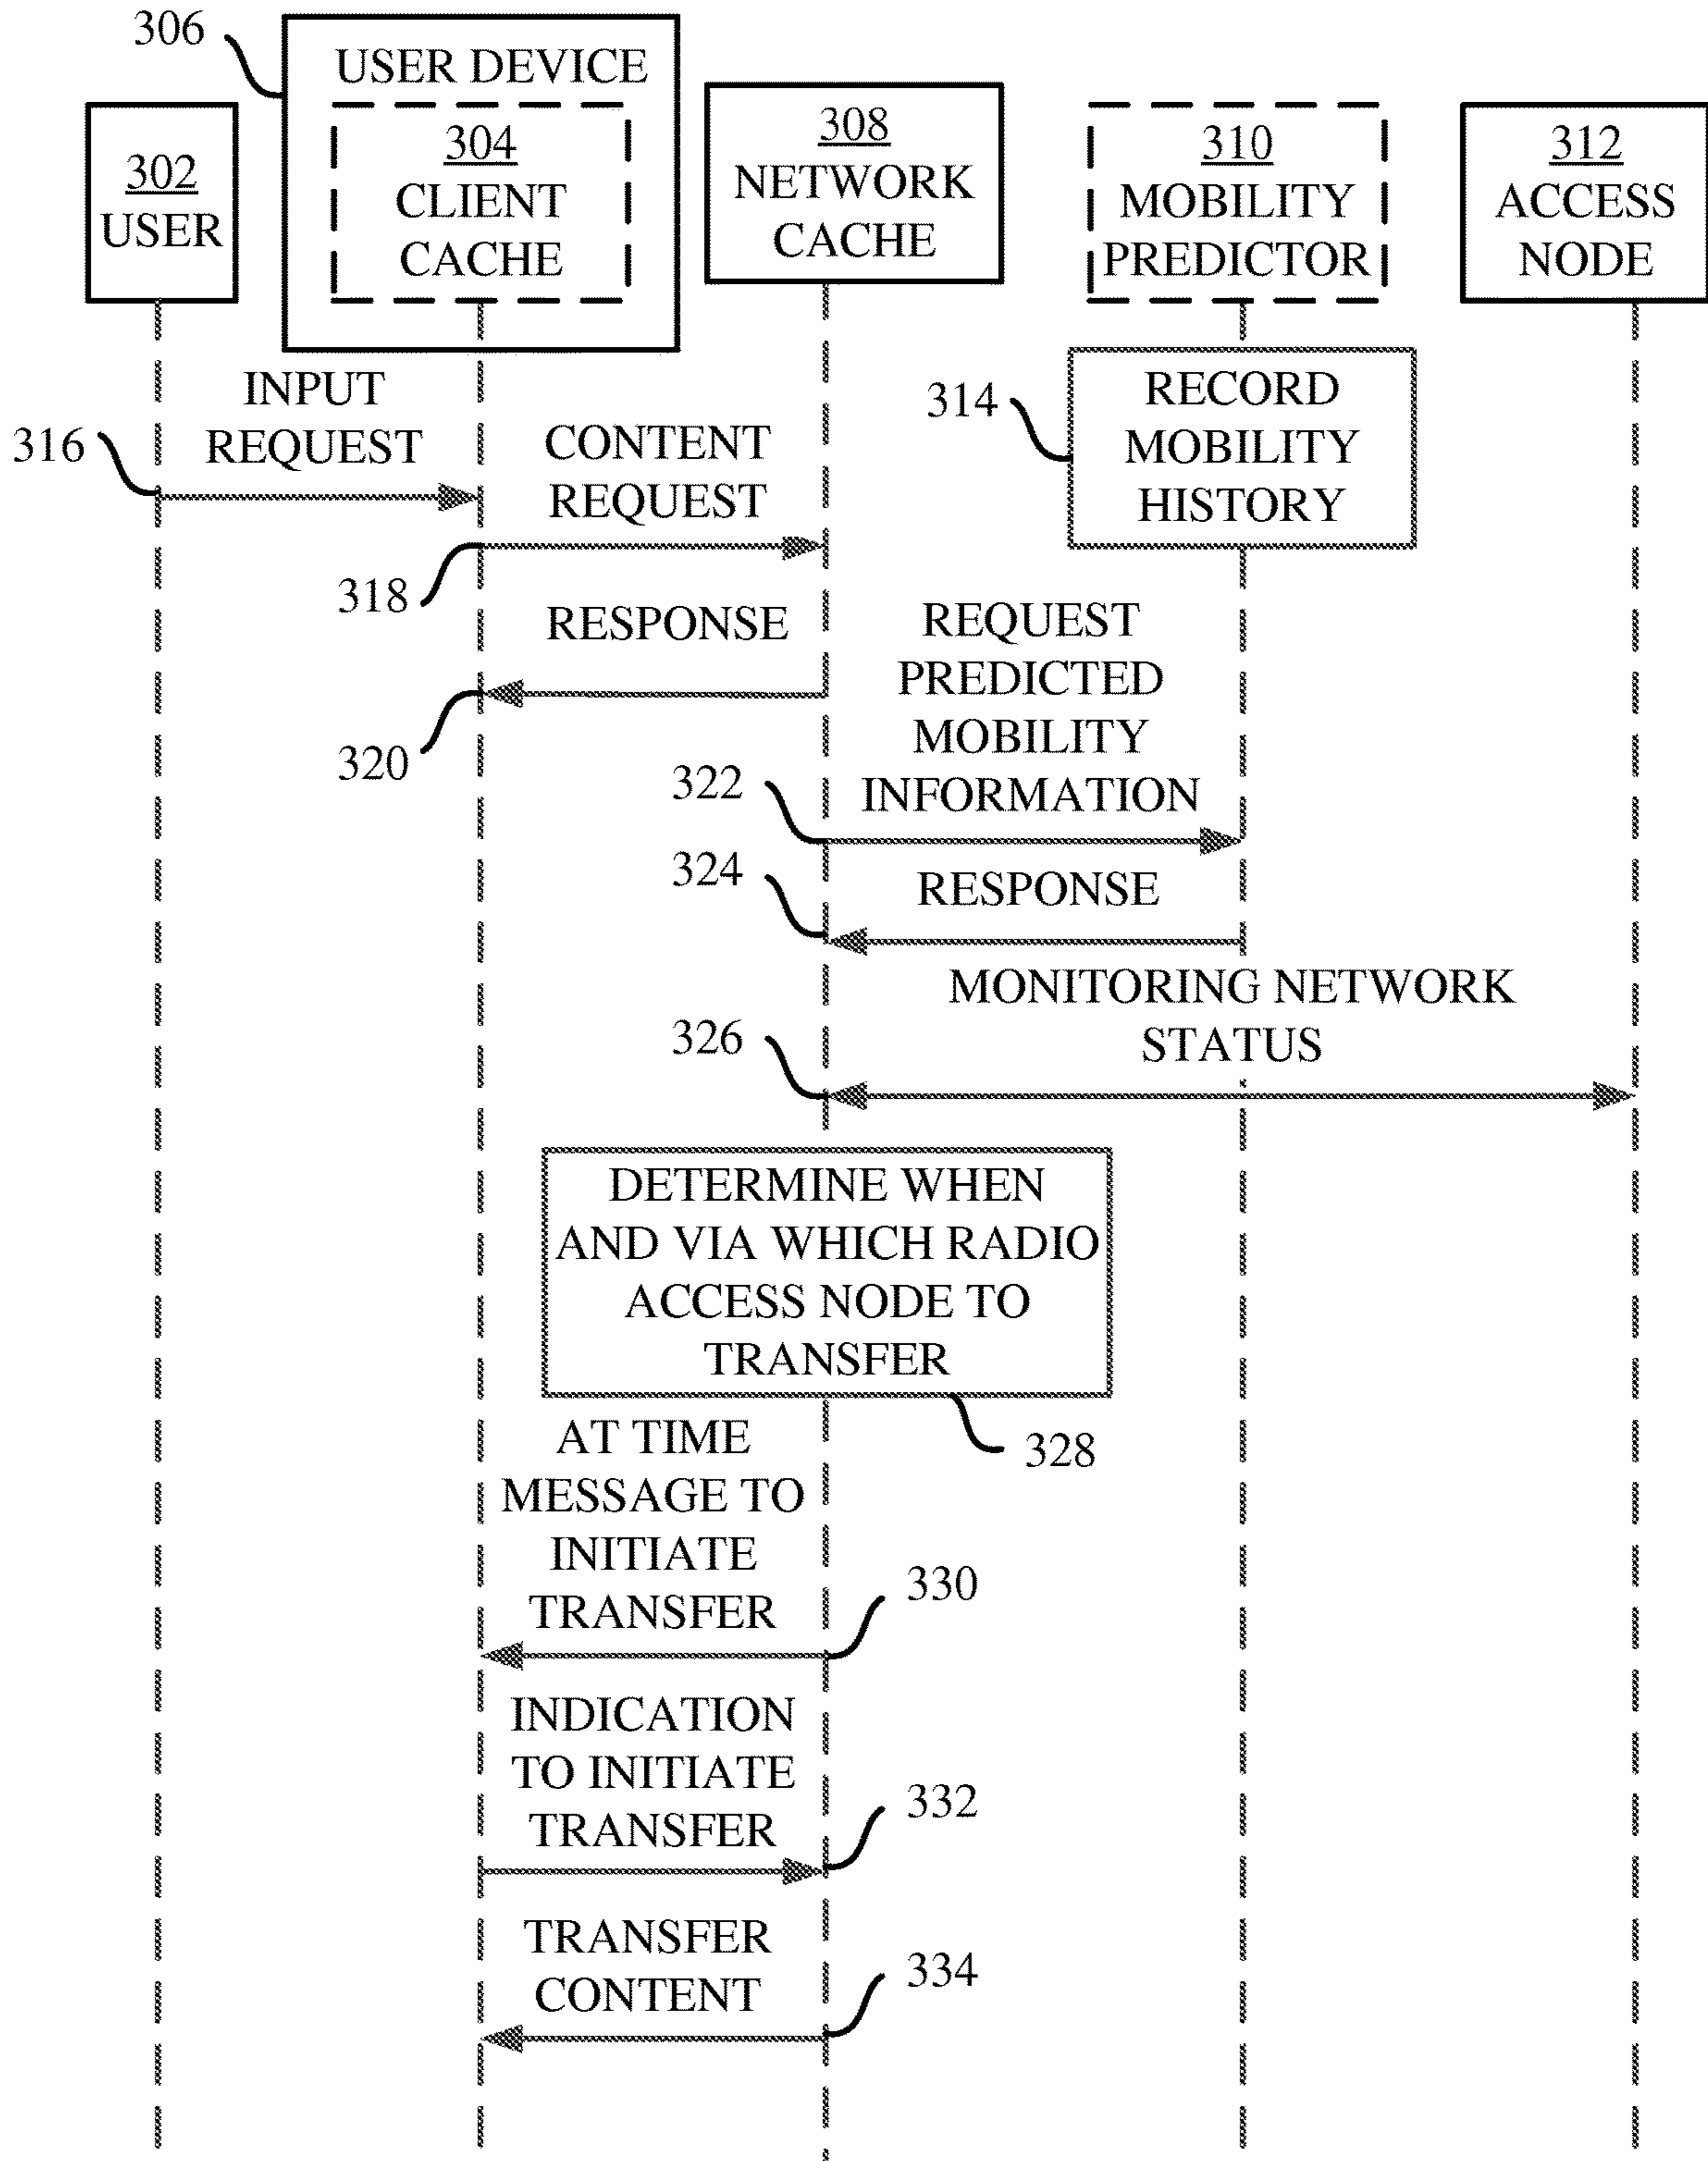 306
USER DEVICE
302
USER
304
CLIENT
CACHE
308
NETWORK
CACHE
310
MOBILITY
PREDICTOR
312
ACCESS
NODE
314
RECORD
MOBILITY
HISTORY
316
INPUT
REQUEST
318
CONTENT
REQUEST
320
RESPONSE
322
REQUEST
PREDICTED
MOBILITY
INFORMATION
324
RESPONSE
326
MONITORING NETWORK
STATUS
DETERMINE WHEN
AND VIA WHICH RADIO
ACCESS NODE TO
TRANSFER
328
AT TIME
MESSAGE TO
INITIATE
TRANSFER
330
INDICATION
TO INITIATE
TRANSFER
332
TRANSFER
CONTENT
334